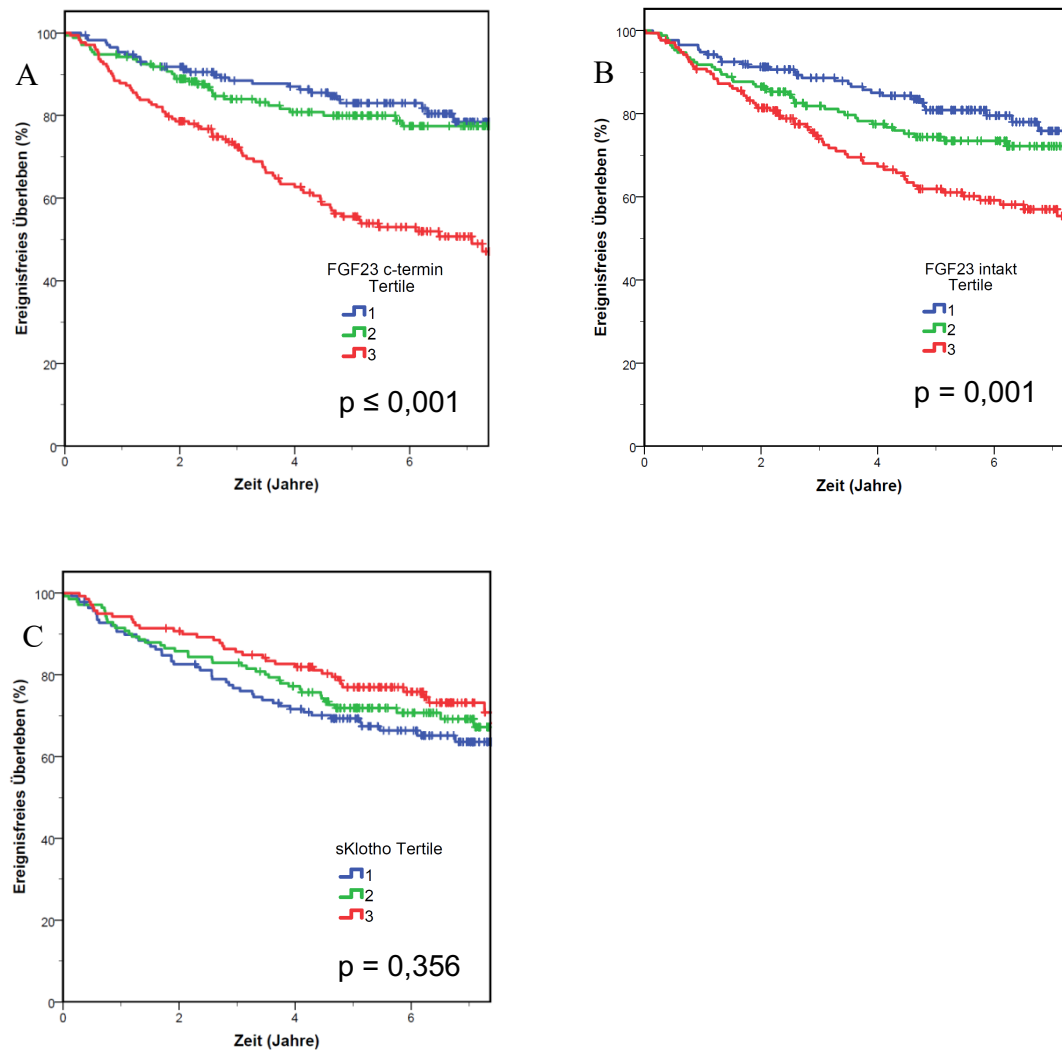 A
Ereignisfreies Überleben (%)
100
80
60
40
20
0
FGF23 c-termin
Tertile
1
2
3
p ≤ 0,001
0 2 4 6
Zeit (Jahre)
B
Ereignisfreies Überleben (%)
100
80
60
40
20
0
FGF23 intakt
Tertile
1
2
3
p = 0,001
0 2 4 6
Zeit (Jahre)
C
Ereignisfreies Überleben (%)
100
80
60
40
20
0
sKlotho Tertile
1
2
3
p = 0,356
0 2 4 6
Zeit (Jahre)